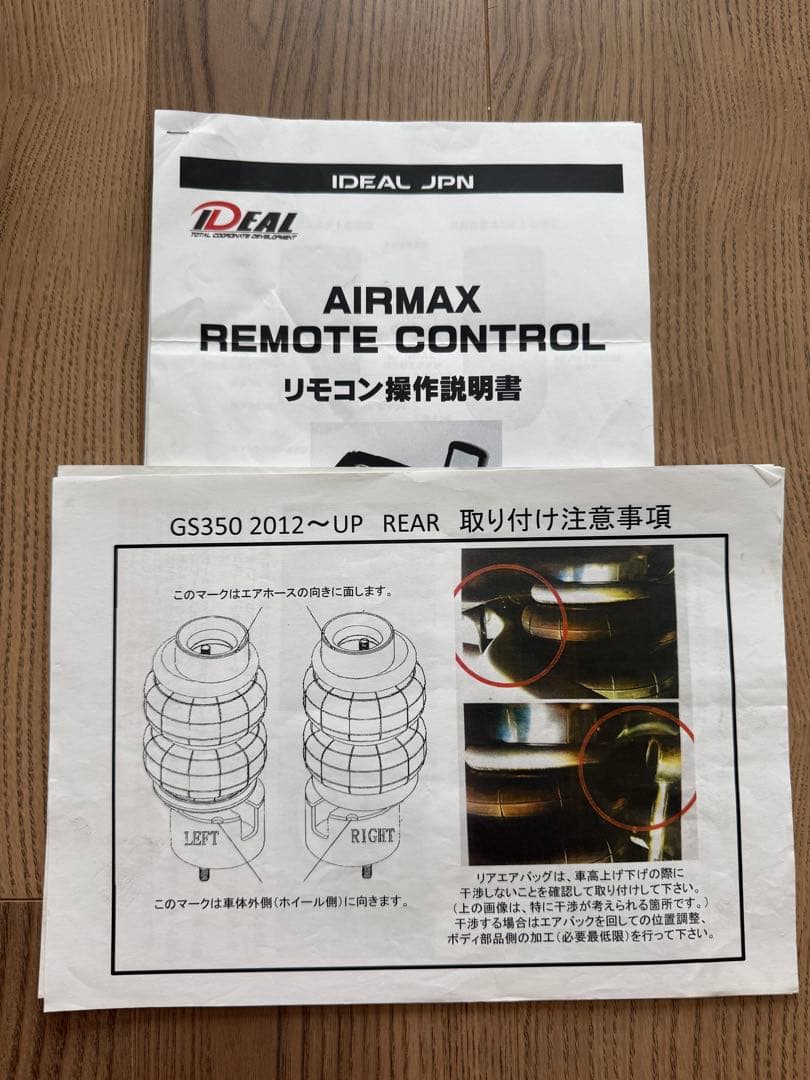 IDEAL JPN
IDEAL
TOTAL COORDINATE DEVELOPMENT
AIRMAX
REMOTE CONTROL
リモコン操作説明書
GS350 2012～UP REAR 取り付け注意事項
このマークはエアホースの向きに面します。
LEFT
RIGHT
このマークは車体外側(ホイール側)に向きます。
リアエアバッグは、車高上げ下げの際に
干渉しないことを確認して取り付けして下さい。
(上の画像は、特に干渉が考えられる箇所です。)
干渉する場合はエアバックを回しての位置調整、
ボディ部品側の加工(必要最低限)を行って下さい。